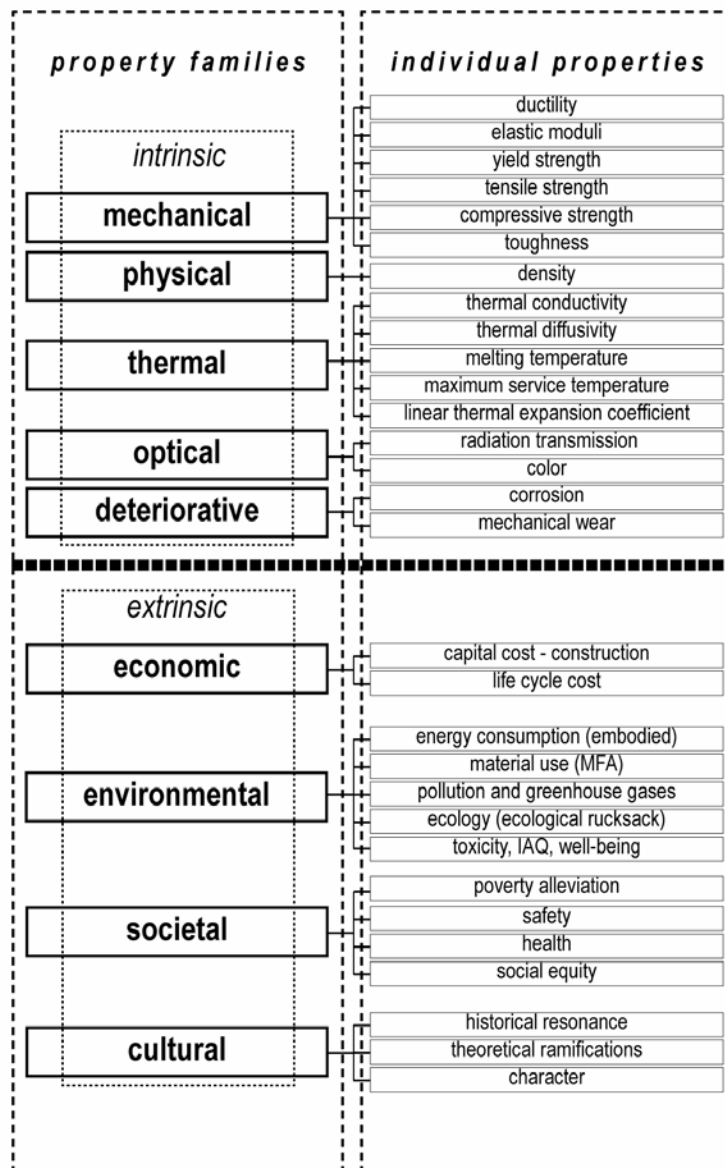 property families
individual properties
intrinsic
mechanical
ductility
elastic moduli
yield strength
tensile strength
compressive strength
toughness
physical
density
thermal
thermal conductivity
thermal diffusivity
melting temperature
maximum service temperature
linear thermal expansion coefficient
optical
radiation transmission
color
deteriorative
corrosion
mechanical wear
extrinsic
economic
capital cost - construction
life cycle cost
environmental
energy consumption (embodied)
material use (MFA)
pollution and greenhouse gases
ecology (ecological rucksack)
toxicity, IAQ, well-being
societal
poverty alleviation
safety
health
social equity
cultural
historical resonance
theoretical ramifications
character